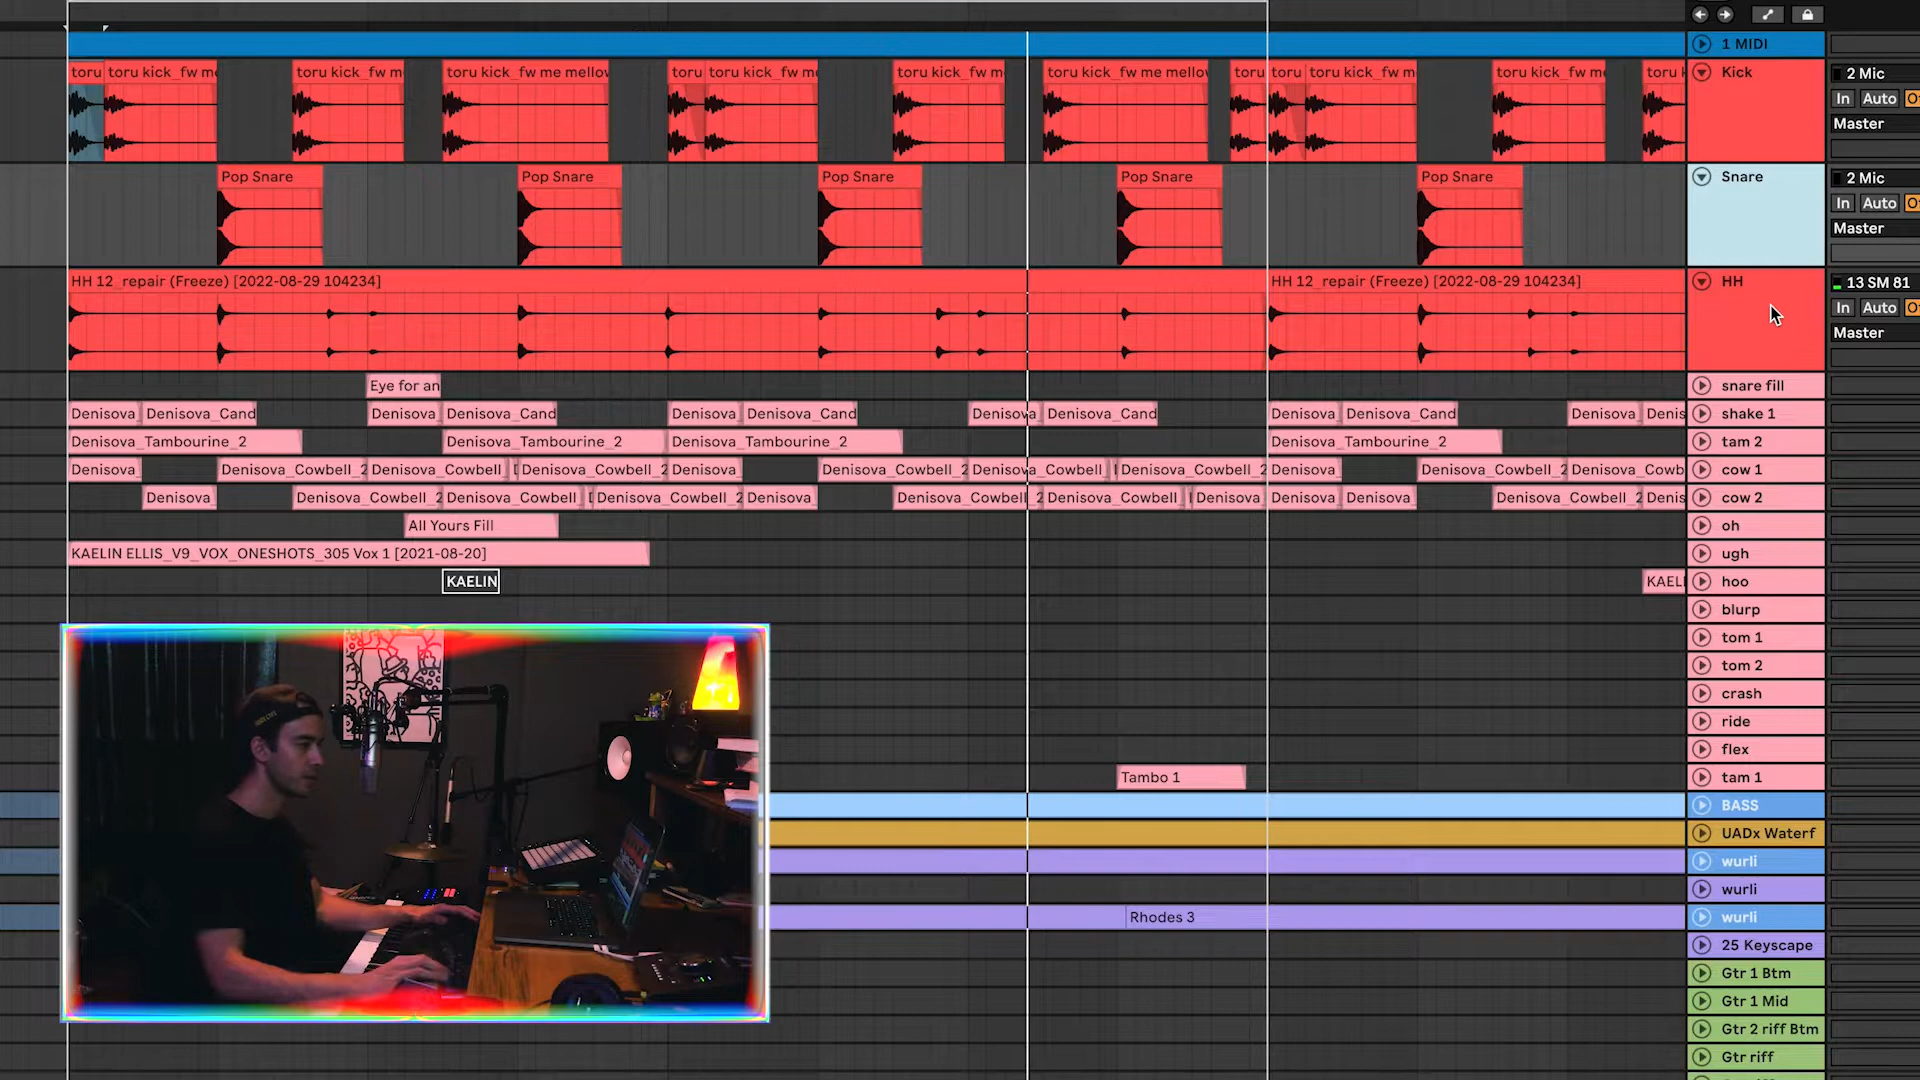 1 MIDI
toru toru kick_fw me toru kick_fw m toru kick_fw me mellow toru toru kick_fw m toru kick_fw m toru kick_fw me mellow toru toru toru kick_fw m toru kick_fw m toru k Kick 2 Mic
In Auto
Master
Pop Snare Pop Snare Pop Snare Pop Snare Pop Snare Snare 2 Mic
In Auto
Master
HH 12_repair (Freeze) [2022-08-29 104234] HH 12_repair (Freeze) [2022-08-29 104234] HH 13 SM 81
In Auto
Master
Eye for an snare fill
Denisova Denisova_Cand Denisova Denisova_Cand Denisova Denisova_Cand Denisova Denisova_Cand Denisova Denisova_Cand Denisova Denis shake 1
Denisova_Tambourine_2 Denisova_Tambourine_2 Denisova_Tambourine_2 Denisova_Tambourine_2 tam 2
Denisova Denisova_Cowbell_2 Denisova_Cowbell Denisova_Cowbell_2 Denisova Denisova_Cowbell_2 Denisova_Cowbell Denisova_Cowbell_2 Denisova Denisova_Cowbell_2 Denisova_Cowb cow 1
Denisova Denisova_Cowbell_2 Denisova_Cowbell Denisova_Cowbell_2 Denisova Denisova_Cowbell_2 Denisova_Cowbell Denisova Denisova Denisova Denisova_Cowbell_2 Denis cow 2
All Yours Fill oh
KAELIN ELLIS_V9_VOX_ONESHOTS_305 Vox 1 [2021-08-20] ugh
KAELIN KAELI hoo
blurp
tom 1
tom 2
crash
ride
flex
Tambo 1 tam 1
BASS
UADx Waterf
wurli
wurli
Rhodes 3 wurli
25 Keyscape
Gtr 1 Btm
Gtr 1 Mid
Gtr 2 riff Btm
Gtr riff